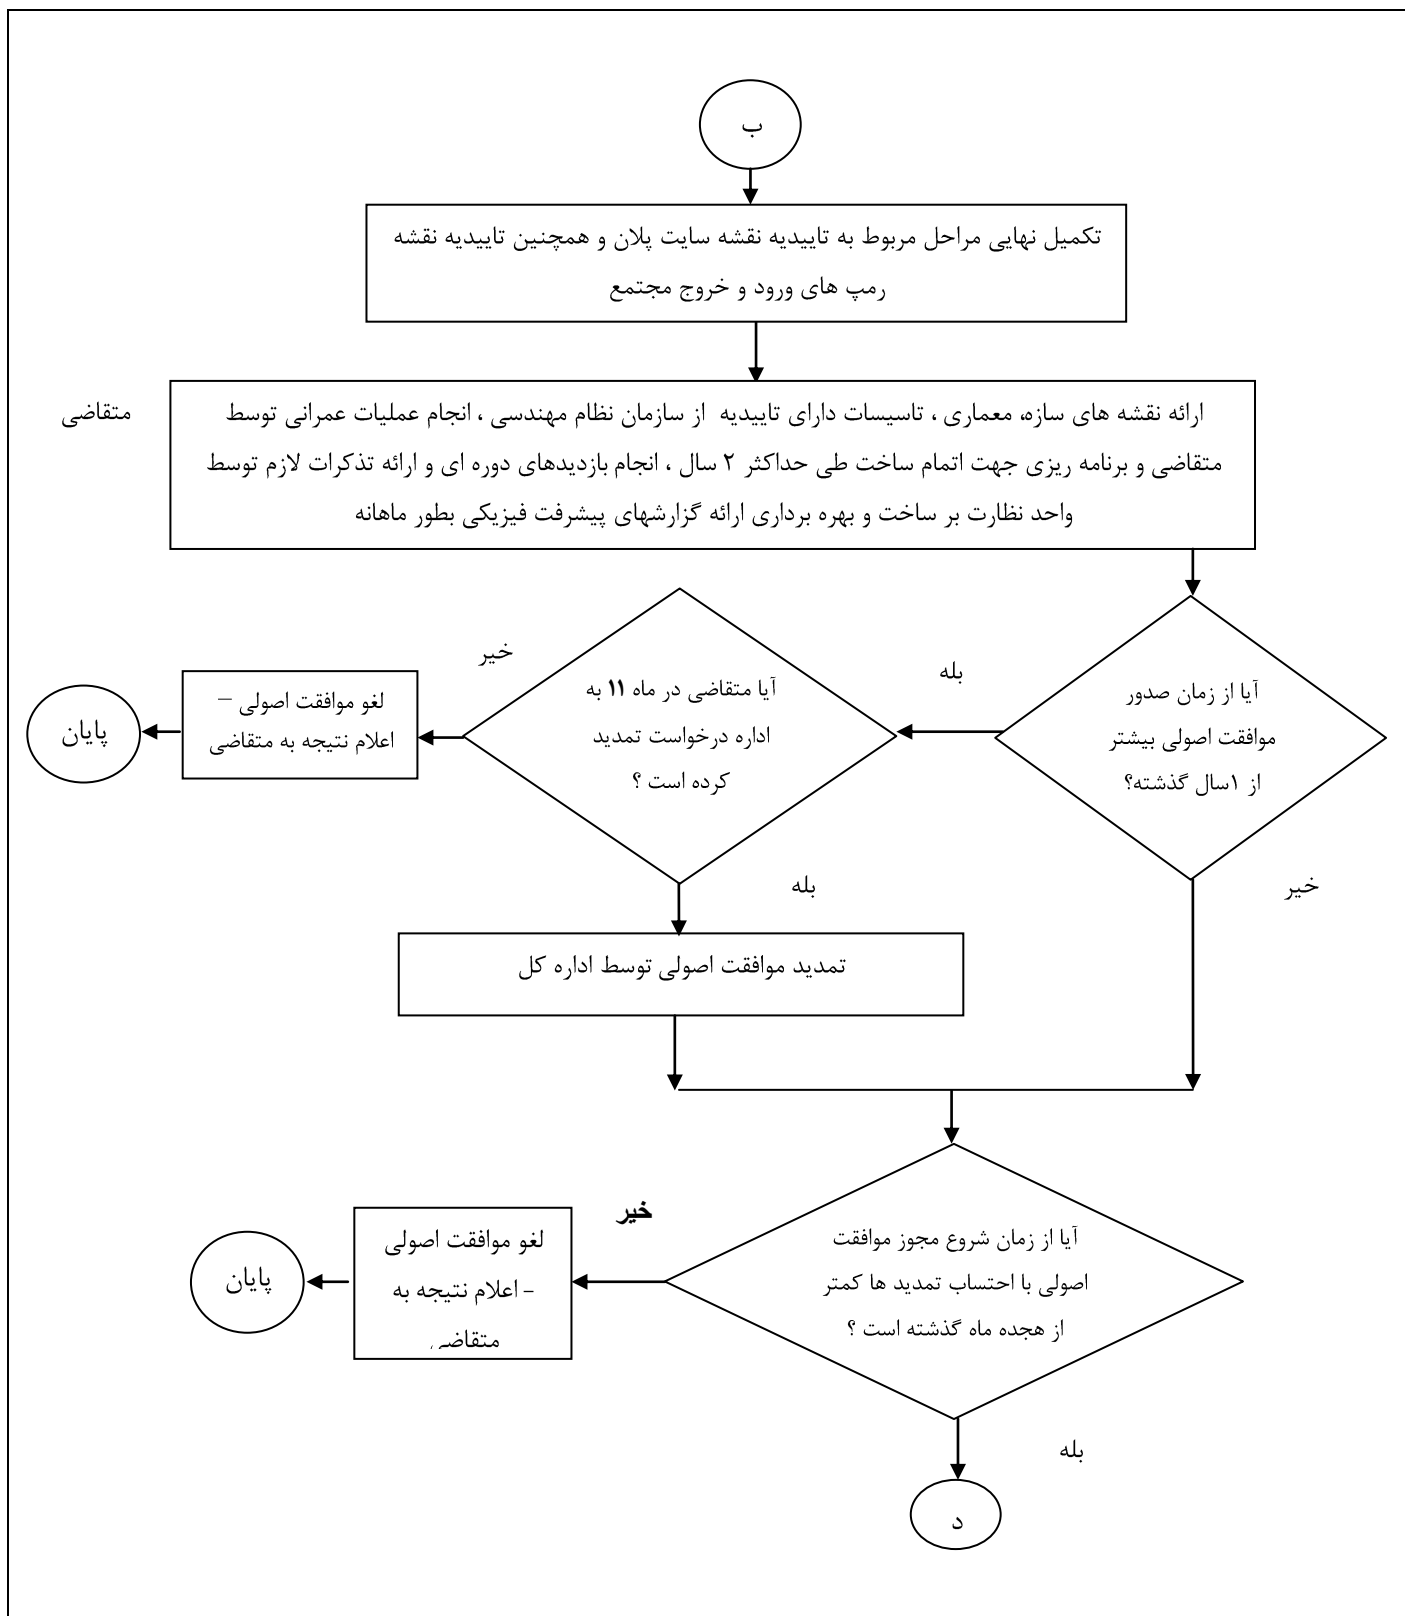 ب
تکمیل نهایی مراحل مربوط به تاییدیه نقشه سایت پلان و همچنین تاییدیه نقشه
رمپ های ورود و خروج مجتمع
متقاضی
ارائه نقشه های سازه، معماری ، تاسیسات دارای تاییدیه از سازمان نظام مهندسی ، انجام عملیات عمرانی توسط
متقاضی و برنامه ریزی جهت اتمام ساخت طی حداکثر ۲ سال ، انجام بازدیدهای دوره ای و ارائه تذکرات لازم توسط
واحد نظارت بر ساخت و بهره برداری ارائه گزارشهای پیشرفت فیزیکی بطور ماهانه
آیا از زمان صدور
موافقت اصولی بیشتر
از ۱سال گذشته؟
بله
آیا متقاضی در ماه ۱۱ به
اداره درخواست تمدید
کرده است ؟
خیر
لغو موافقت اصولی –
اعلام نتیجه به متقاضی
پایان
بله
خیر
تمدید موافقت اصولی توسط اداره کل
آیا از زمان شروع مجوز موافقت
اصولی با احتساب تمدید ها کمتر
از هجده ماه گذشته است ؟
خیر
لغو موافقت اصولی
- اعلام نتیجه به
متقاضی
پایان
بله
د